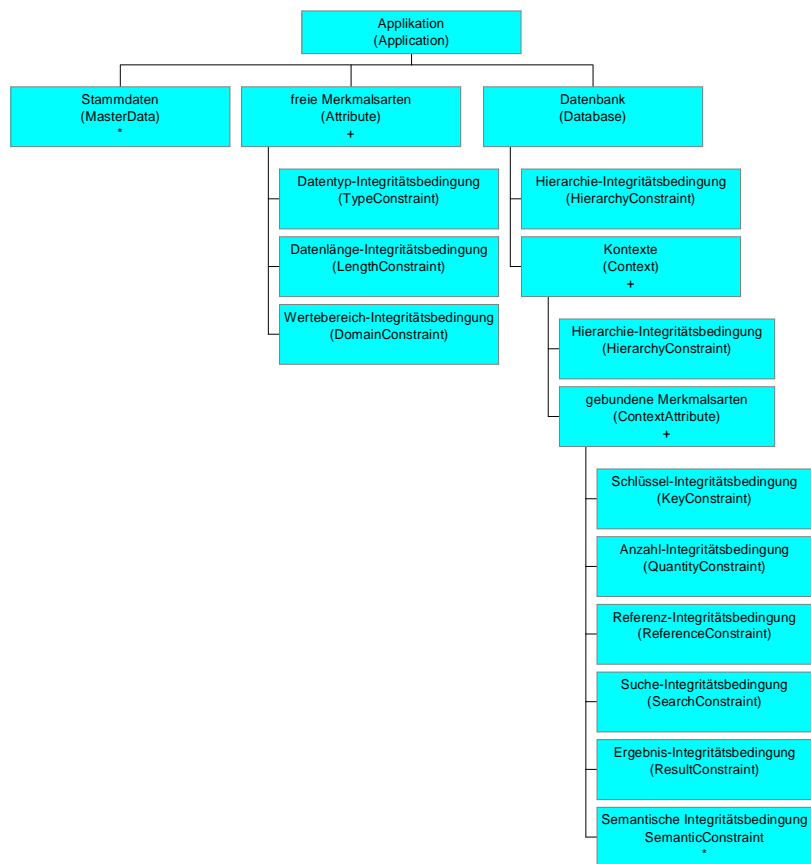 Applikation
(Application)
Stammdaten
(MasterData)
*
freie Merkmalsarten
(Attribute)
+
Datenbank
(Database)
Datentyp-Integritätsbedingung
(TypeConstraint)
Datenlänge-Integritätsbedingung
(LengthConstraint)
Wertebereich-Integritätsbedingung
(DomainConstraint)
Hierarchie-Integritätsbedingung
(HierarchyConstraint)
Kontexte
(Context)
+
Hierarchie-Integritätsbedingung
(HierarchyConstraint)
gebundene Merkmalsarten
(ContextAttribute)
+
Schlüssel-Integritätsbedingung
(KeyConstraint)
Anzahl-Integritätsbedingung
(QuantityConstraint)
Referenz-Integritätsbedingung
(ReferenceConstraint)
Suche-Integritätsbedingung
(SearchConstraint)
Ergebnis-Integritätsbedingung
(ResultConstraint)
Semantische Integritätsbedingung
SemanticConstraint
*